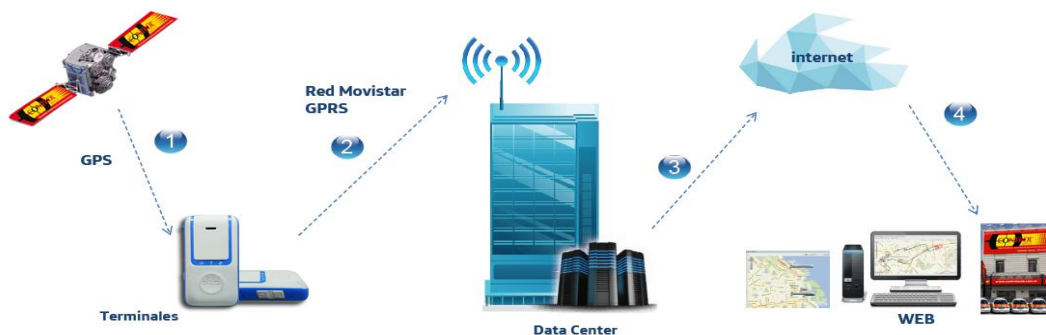 GPS
1
Terminales
Red Movistar
GPRS
2
Data Center
3
internet
4
WEB